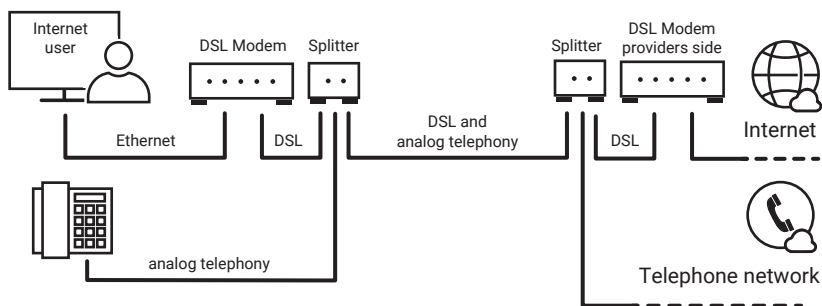 Internet
user
DSL Modem
Splitter
Splitter
DSL Modem
providers side
Ethernet
DSL
DSL and
analog telephony
DSL
Internet
analog telephony
Telephone network